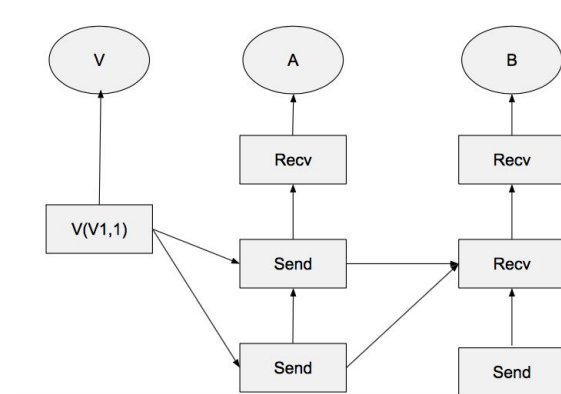 V
A
B
Recv
Recv
V(V1,1)
Send
Recv
Send
Send